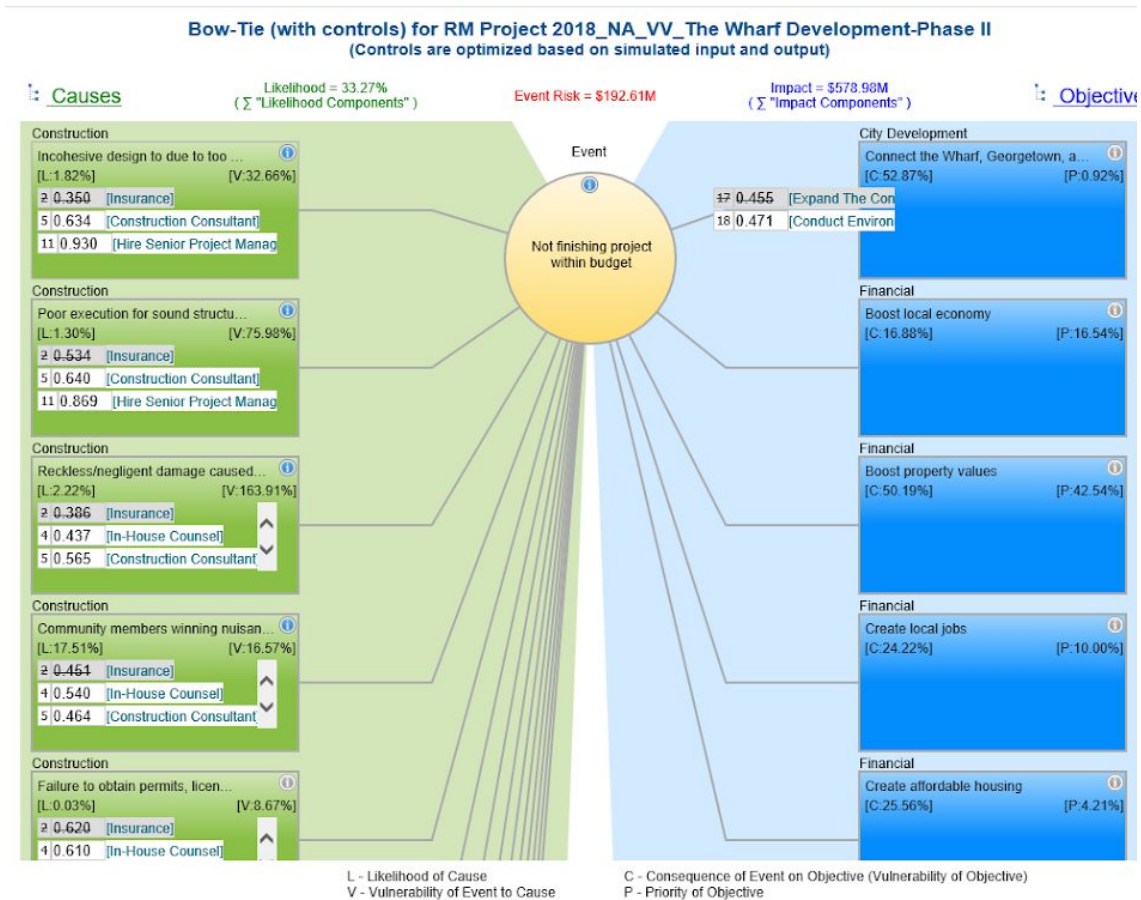 Bow-Tie (with controls) for RM Project 2018_NA_VV_The Wharf Development-Phase II
(Controls are optimized based on simulated input and output)
Causes
Likelihood = 33.27%
( ∑ "Likelihood Components" )
Event Risk = $192.61M
Impact = $578.98M
( ∑ "Impact Components" )
Objective
Construction
Incohesive design to due to too ...
[L:1.82%] [V:32.66%]
2 0.350 [Insurance]
5 0.634 [Construction Consultant]
11 0.930 [Hire Senior Project Manag
Construction
Poor execution for sound structu...
[L:1.30%] [V:75.98%]
2 0.534 [Insurance]
5 0.640 [Construction Consultant]
11 0.869 [Hire Senior Project Manag
Construction
Reckless/negligent damage caused...
[L:2.22%] [V:163.91%]
2 0.386 [Insurance]
4 0.437 [In-House Counsel]
5 0.565 [Construction Consultant
Construction
Community members winning nuisan...
[L:17.51%] [V:16.57%]
2 0.451 [Insurance]
4 0.540 [In-House Counsel]
5 0.464 [Construction Consultant
Construction
Failure to obtain permits, licen...
[L:0.03%] [V:8.67%]
2 0.620 [Insurance]
4 0.610 [In-House Counsel]
Event
Not finishing project
within budget
17 0.455 [Expand The Con
18 0.471 [Conduct Environ
City Development
Connect the Wharf, Georgetown, a...
[C:52.87%] [P:0.92%]
Financial
Boost local economy
[C:16.88%] [P:16.54%]
Financial
Boost property values
[C:50.19%] [P:42.54%]
Financial
Create local jobs
[C:24.22%] [P:10.00%]
Financial
Create affordable housing
[C:25.56%] [P:4.21%]
L - Likelihood of Cause
V - Vulnerability of Event to Cause
C - Consequence of Event on Objective (Vulnerability of Objective)
P - Priority of Objective